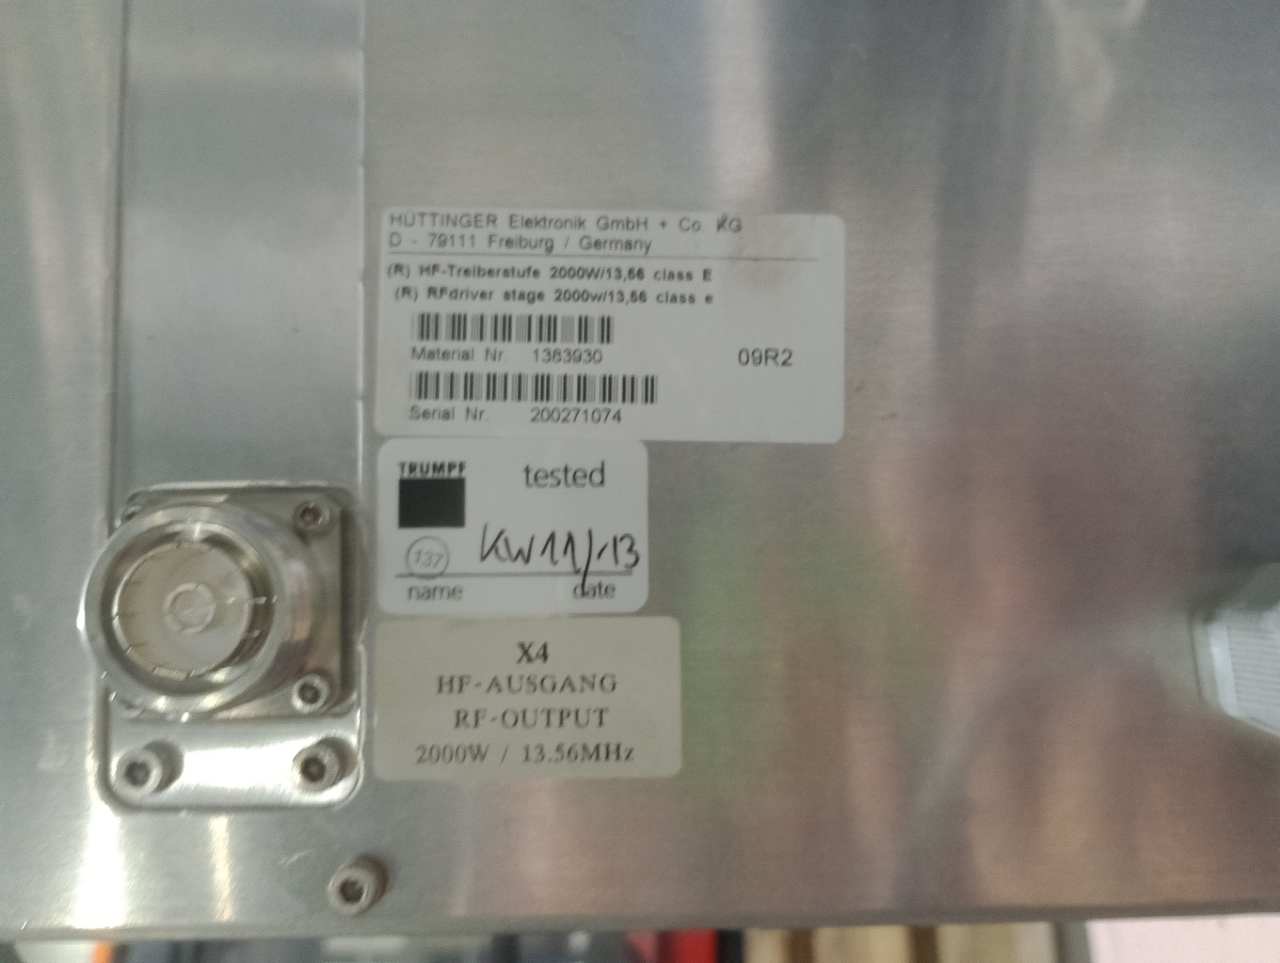 HÜTTINGER Elektronik GmbH + Co. KG
D - 79111 Freiburg / Germany
(R) HF-Treiberstufe 2000W/13,56 class E
(R) RFdriver stage 2000w/13,56 class e
Material Nr. 1383930
09R2
Serial Nr. 200271074
TRUMPF
tested
137
KW11/13
name
date
X4
HF-AUSGANG
RF-OUTPUT
2000W / 13.56MHz